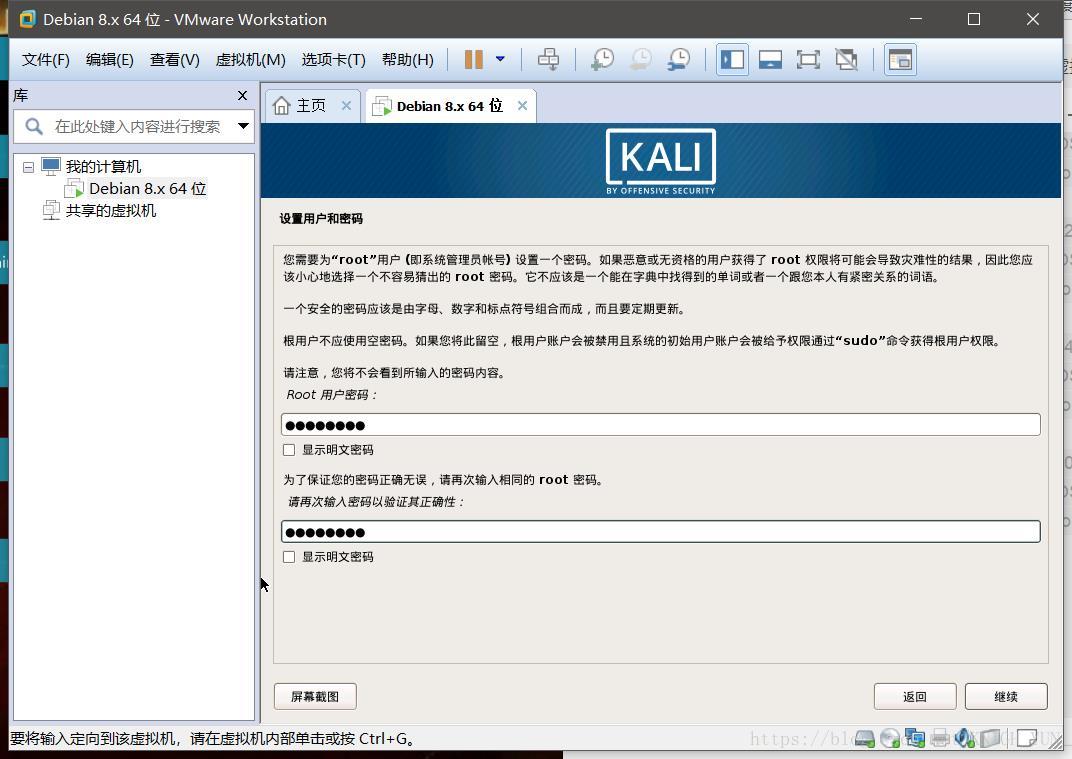 Debian 8.x 64 位 - VMware Workstation
文件(F) 编辑(E) 查看(V) 虚拟机(M) 选项卡(T) 帮助(H)
库
主页
Debian 8.x 64 位
在此处键入内容进行搜索
我的计算机
Debian 8.x 64 位
共享的虚拟机
KALI
BY OFFENSIVE SECURITY
设置用户和密码
您需要为“root”用户 (即系统管理员帐号) 设置一个密码。如果恶意或无资格的用户获得了 root 权限将可能会导致灾难性的结果，因此您应
该小心地选择一个不容易猜出的 root 密码。它不应该是一个能在字典中找得到的单词或者一个跟您本人有紧密关系的词语。
一个安全的密码应该是由字母、数字和标点符号组合而成，而且要定期更新。
根用户不应使用空密码。如果您将此留空，根用户账户会被禁用且系统的初始用户账户会被给予权限通过“sudo”命令获得根用户权限。
请注意，您将不会看到所输入的密码内容。
Root 用户密码：
●●●●●●●●
显示明文密码
为了保证您的密码正确无误，请再次输入相同的 root 密码。
请再次输入密码以验证其正确性：
●●●●●●●●
显示明文密码
屏幕截图
返回
继续
要将输入定向到该虚拟机，请在虚拟机内部单击或按 Ctrl+G。
https://blo